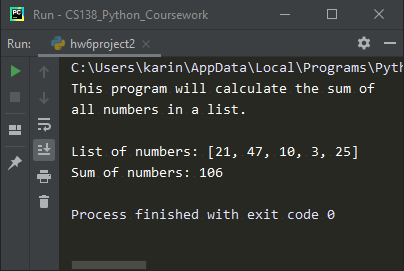 Run - CS138_Python_Coursework
Run: hw6project2
C:\Users\karin\AppData\Local\Programs\Pyth
This program will calculate the sum of
all numbers in a list.
List of numbers: [21, 47, 10, 3, 25]
Sum of numbers: 106
Process finished with exit code 0